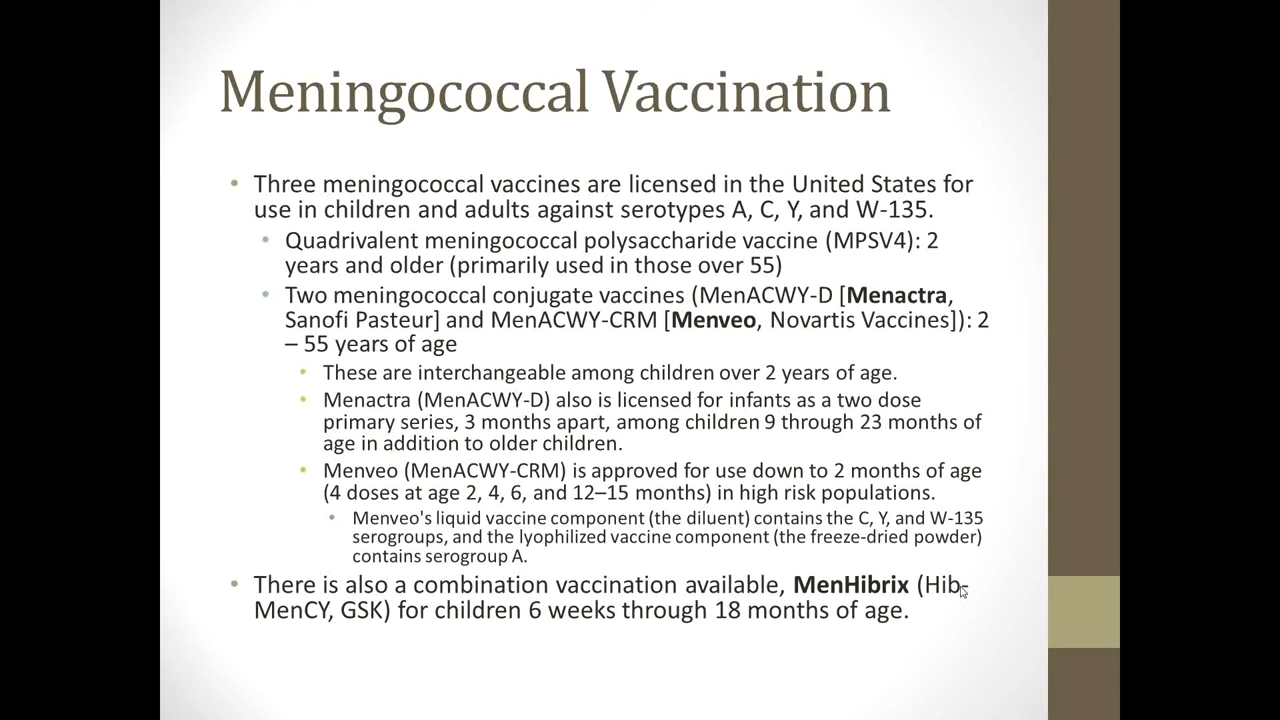 Meningococcal Vaccination
• Three meningococcal vaccines are licensed in the United States for
use in children and adults against serotypes A, C, Y, and W-135.
• Quadrivalent meningococcal polysaccharide vaccine (MPSV4): 2
years and older (primarily used in those over 55)
• Two meningococcal conjugate vaccines (MenACWY-D [Menactra,
Sanofi Pasteur] and MenACWY-CRM [Menveo, Novartis Vaccines]): 2
– 55 years of age
• These are interchangeable among children over 2 years of age.
• Menactra (MenACWY-D) also is licensed for infants as a two dose
primary series, 3 months apart, among children 9 through 23 months of
age in addition to older children.
• Menveo (MenACWY-CRM) is approved for use down to 2 months of age
(4 doses at age 2, 4, 6, and 12–15 months) in high risk populations.
• Menveo's liquid vaccine component (the diluent) contains the C, Y, and W-135
serogroups, and the lyophilized vaccine component (the freeze-dried powder)
contains serogroup A.
• There is also a combination vaccination available, MenHibrix (Hib-
MenCY, GSK) for children 6 weeks through 18 months of age.